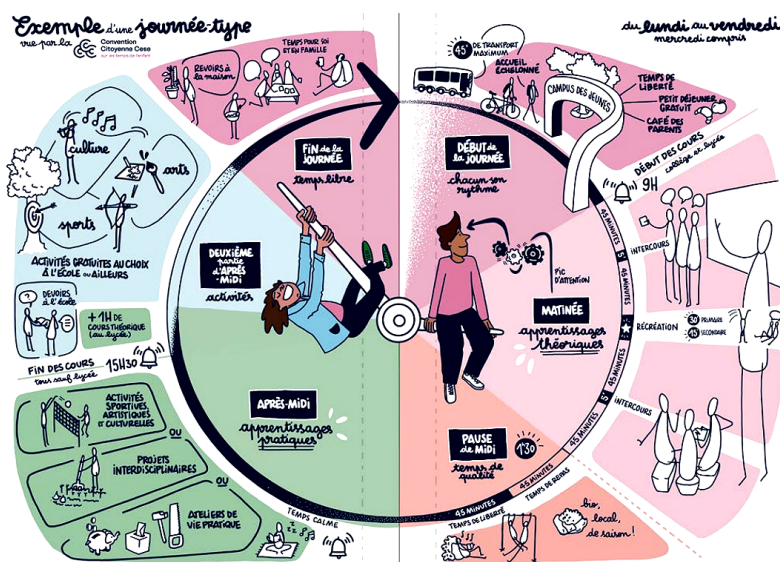 Exemple d'une journée-type
vue par la
Convention
Citoyenne Cese
sur les temps de l'enfant
du lundi au vendredi
mercredi compris
TEMPS POUR SOI
ET EN FAMILLE
REVOIRS à
la maison
45'
DE TRANSPORT
MAXIMUM
ACCUEIL
ÉCHELONNÉ
CAMPUS DES JEUNES
TEMPS DE
LIBERTÉ
PETIT DÉJEUNER
GRATUIT
CAFÉ DES
PARENTS
DÉBUT DES COURS
collège et lycée
9H
FIN de la
JOURNÉE
temps libre
DÉBUT de
la JOURNÉE
chacun son
rythme
culture
arts
sports
ACTIVITÉS GRATUITES AU CHOIX
À L'ÉCOLE OU AILLEURS
DEUXIÈME
partie
d'APRÈS
-MIDI
activités
PIC
D'ATTENTION
MATINÉE
apprentissages
théoriques
45 MINUTES
5'
45 MINUTES
45 MINUTES
5'
45 MINUTES
INTERCOURS
RÉCRÉATION
30' PRIMAIRE
45' SECONDAIRE
INTERCOURS
?
DEVOIRS
à l'école
+ 1H DE
COURS THÉORIQUE
(au lycée)
FIN DES COURS
tous sauf lycée
15H30
APRÈS-MIDI
apprentissages
pratiques
PAUSE
de MIDI
1'30
temps de
qualité
45 MINUTES
TEMPS DE REPAS
45 MINUTES
TEMPS DE LIBERTÉ
TEMPS CALME
ACTIVITÉS
SPORTIVES,
ARTISTIQUES
ET CULTURELLES
OU
PROJETS
INTERDISCIPLINAIRES
OU
ATELIERS DE
VIE PRATIQUE
bio,
local,
de saison !